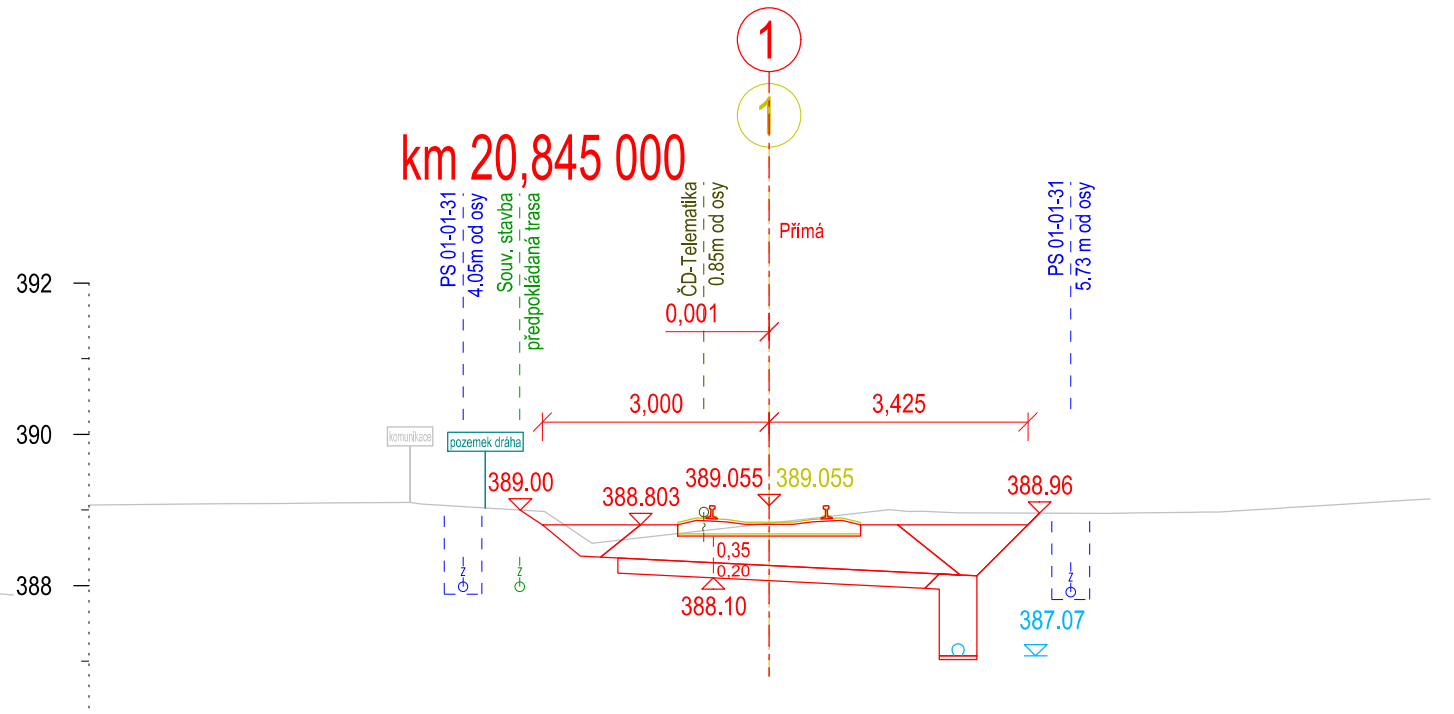 1
1
km 20,845 000
PS 01-01-31
4.05m od osy
Souv. stavba
předpokládaná trasa
ČD-Telematika
0.85m od osy
Přímá
PS 01-01-31
5.73 m od osy
392
0,001
3,000
3,425
390
komunikace
pozemek dráha
389.00
388.803
389.055
389.055
388.96
0,35
0,20
z
z
z
388
388.10
387.07